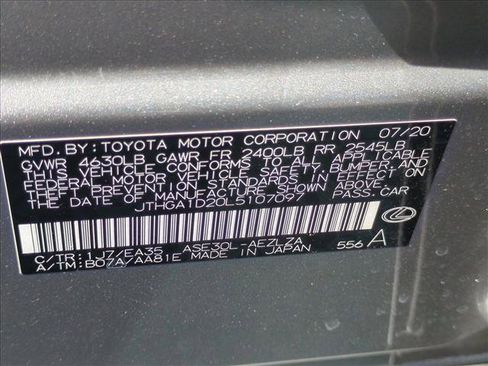 MFD. BY: TOYOTA MOTOR CORPORATION 07/20
GVWR 4630LB GAWR FR 2400LB RR 2545LB
THIS VEHICLE CONFORMS TO ALL APPLICABLE
FEDERAL MOTOR VEHICLE SAFETY, BUMPER, AND
THEFT PREVENTION STANDARDS IN EFFECT ON
THE DATE OF MANUFACTURE SHOWN ABOVE.
JTHGA1D20L5107097 PASS.CAR
C/TR:1J7/EA35 ASE30L-AEZLZA
A/TM:B07A/AA81E MADE IN JAPAN 556 A